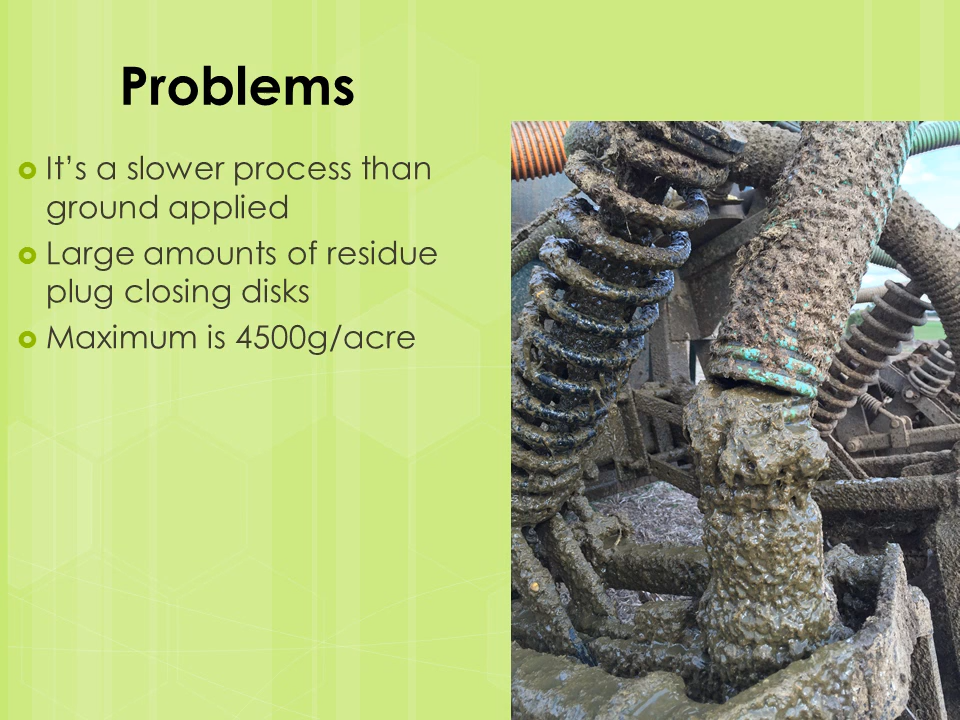 Problems
It’s a slower process than
ground applied
Large amounts of residue
plug closing disks
Maximum is 4500g/acre